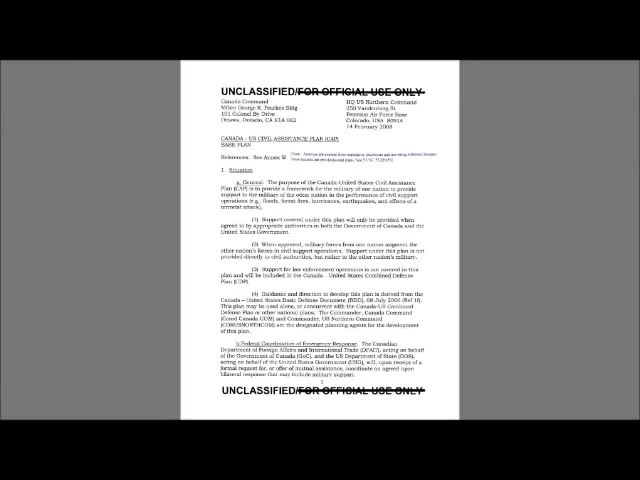 UNCLASSIFIED/FOR OFFICIAL USE ONLY
Canada Command HQ US Northern Command
MGen George R. Pearkes Bldg 250 Vandenberg St
101 Colonel By Drive Peterson Air Force Base
Ottawa, Ontario, CA K1A 0K2 Colorado, USA 80914
14 February 2008
CANADA - US CIVIL ASSISTANCE PLAN (CAP)
BASE PLAN
References: See Annex W
1. Situation
a. General. The purpose of the Canada-United States Civil Assistance
Plan (CAP) is to provide a framework for the military of one nation to provide
support to the military of the other nation in the performance of civil support
operations (e.g., floods, forest fires, hurricanes, earthquakes, and effects of a
terrorist attack).
(1) Support covered under this plan will only be provided when
agreed to by appropriate authorities in both the Government of Canada and the
United States Government.
(2) When approved, military forces from one nation augment the
other nation's forces in civil support operations. Support under this plan is not
provided directly to civil authorities, but rather to the other nation's military.
(3) Support for law enforcement operations is not covered in this
plan and will be included in the Canada - United States Combined Defense
Plan (CDP).
(4) Guidance and direction to develop this plan is derived from the
Canada - United States Basic Defense Document (BDD), 08 July 2006 (Ref
This plan may be used alone, or concurrent with the Canada-US Combined
Defense Plan or other national plans. The Commander, Canada Command
(Comd Canada COM) and Commander, US Northern Command
(CDRUSNORTHCOM) are the designated planning agents for the development
of this plan.
b. Federal Coordination of Emergency Response. The Canadian
Department of Foreign Affairs and International Trade (DFAIT), acting on behalf
of the Government of Canada (GoC), and the US Department of State (DOS),
acting on behalf of the United States Government (USG), will, upon receipt of a
formal request for, or offer of mutual assistance, coordinate an agreed upon
bilateral response that may include military support.
1
UNCLASSIFIED/FOR OFFICIAL USE ONLY